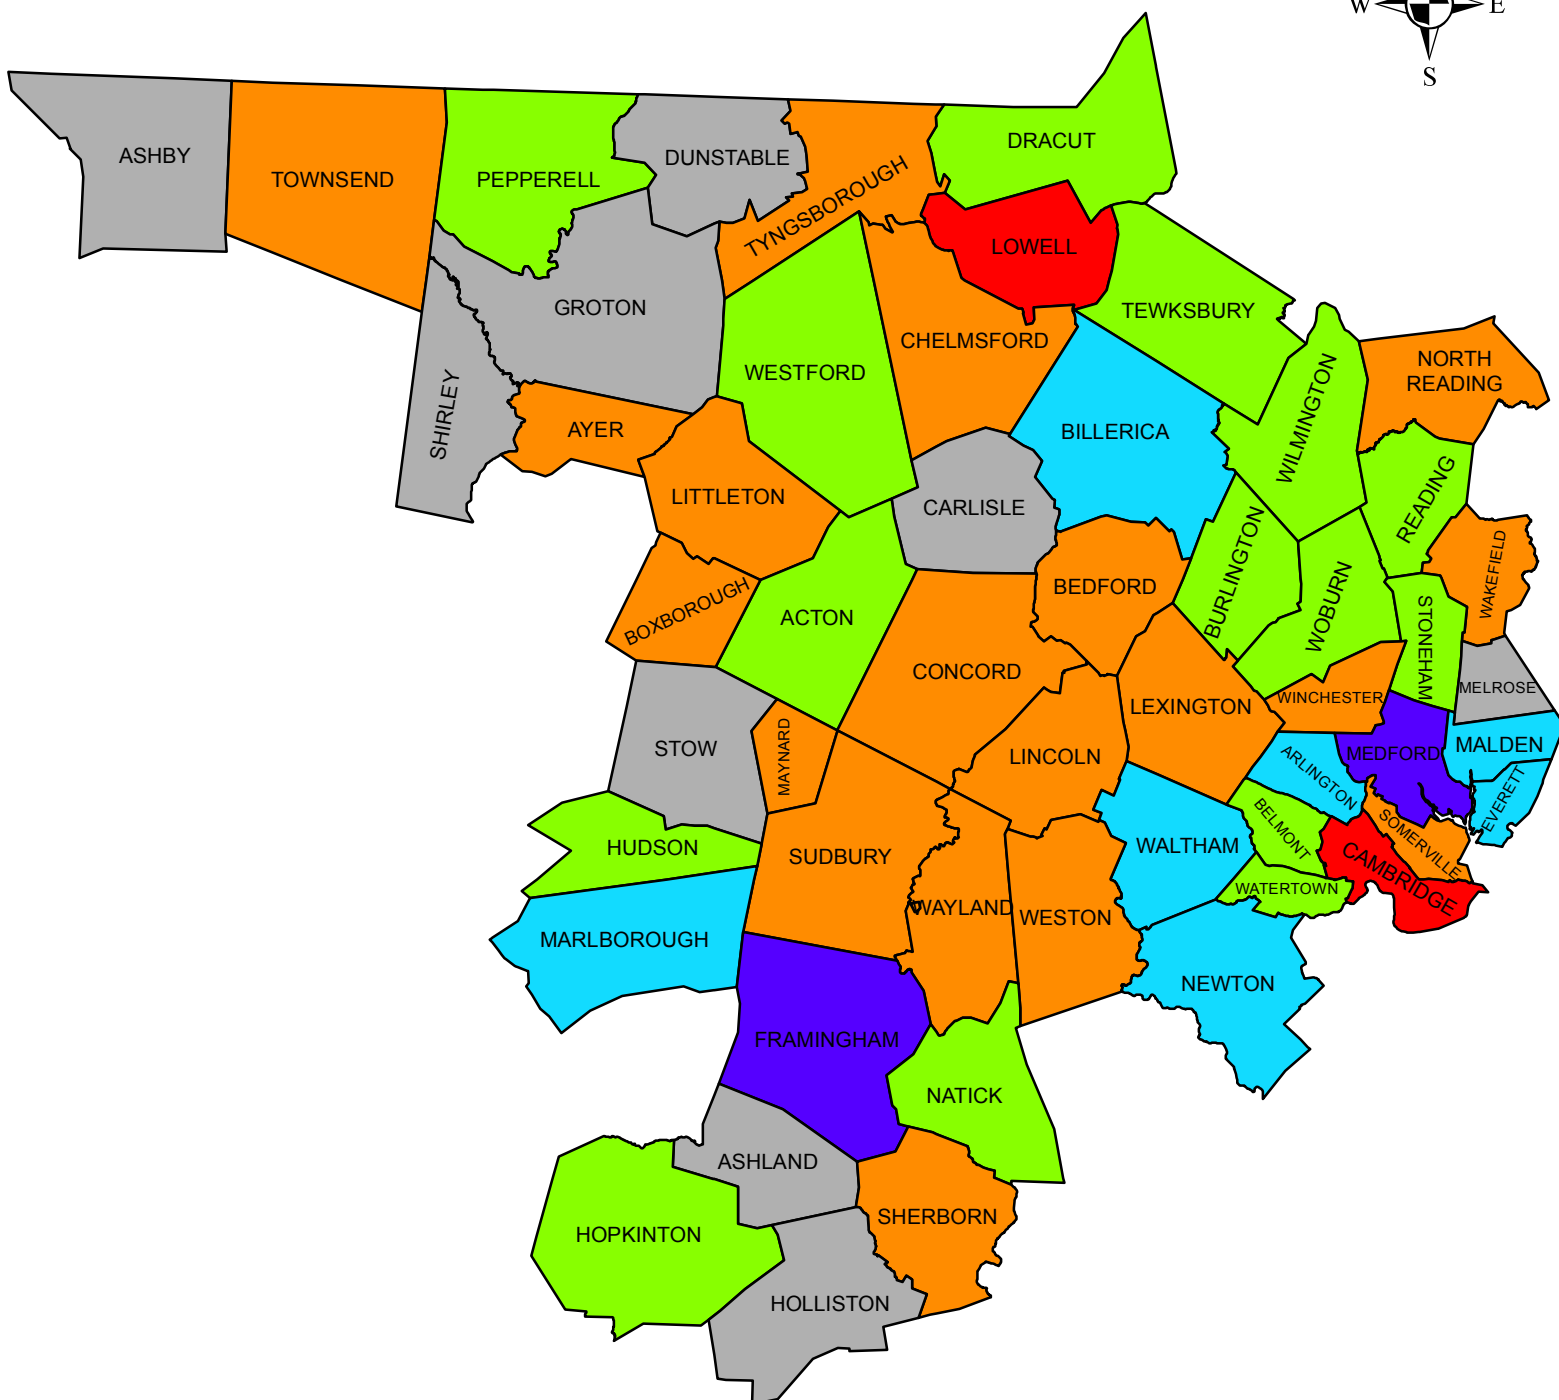 W E
S
DRACUT
ASHBY
DUNSTABLE
TOWNSEND
PEPPERELL
TYNGSBOROUGH
LOWELL
GROTON
TEWKSBURY
CHELMSFORD
WESTFORD
NORTH
READING
SHIRLEY
WILMINGTON
AYER
BILLERICA
LITTLETON
READING
CARLISLE
BURLINGTON
WAKEFIELD
BEDFORD
BOXBOROUGH
WOBURN
ACTON
STONEHAM
CONCORD
MELROSE
WINCHESTER
LEXINGTON
STOW
MAYNARD
LINCOLN
MEDFORD
MALDEN
ARLINGTON
EVERETT
BELMONT
SOMERVILLE
HUDSON
SUDBURY
WALTHAM
CAMBRIDGE
WATERTOWN
WAYLAND
WESTON
MARLBOROUGH
NEWTON
FRAMINGHAM
NATICK
ASHLAND
SHERBORN
HOPKINTON
HOLLISTON